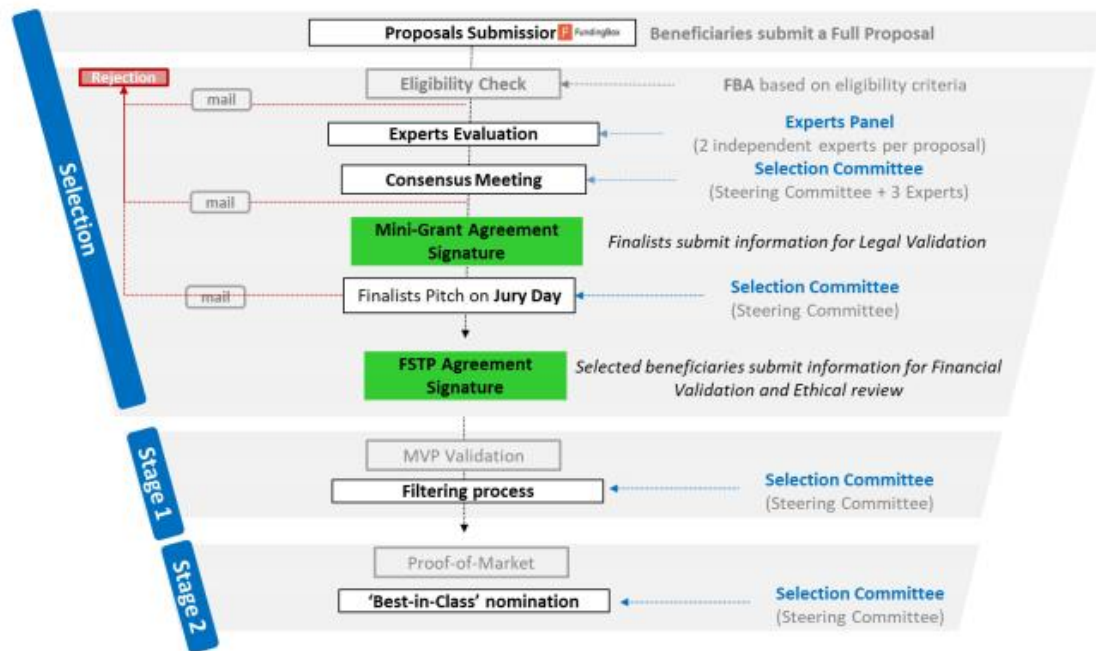 Proposals Submission
F FundingBox
Beneficiaries submit a Full Proposal
Rejection
Eligibility Check
FBA based on eligibility criteria
mail
Experts Evaluation
Experts Panel
(2 independent experts per proposal)
Consensus Meeting
Selection Committee
(Steering Committee + 3 Experts)
mail
Selection
Mini-Grant Agreement
Signature
Finalists submit information for Legal Validation
mail
Finalists Pitch on Jury Day
Selection Committee
(Steering Committee)
FSTP Agreement
Signature
Selected beneficiaries submit information for Financial
Validation and Ethical review
Stage 1
MVP Validation
Filtering process
Selection Committee
(Steering Committee)
Stage 2
Proof-of-Market
‘Best-in-Class’ nomination
Selection Committee
(Steering Committee)